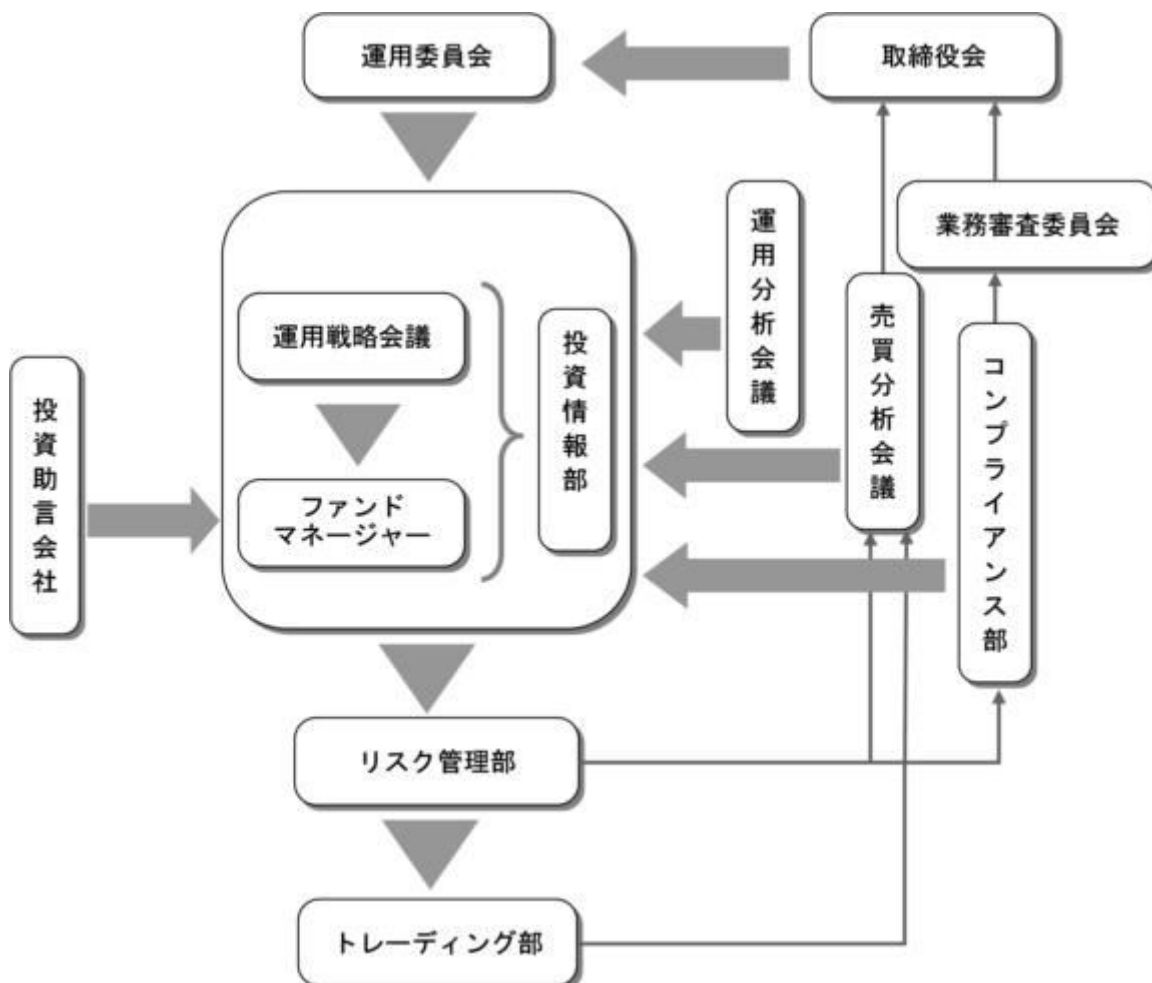 運用委員会
取締役会
運用分析会議
業務審査委員会
運用戦略会議
投資情報部
売買分析会議
コンプライアンス部
投資助言会社
ファンド
マネージャー
リスク管理部
トレーディング部